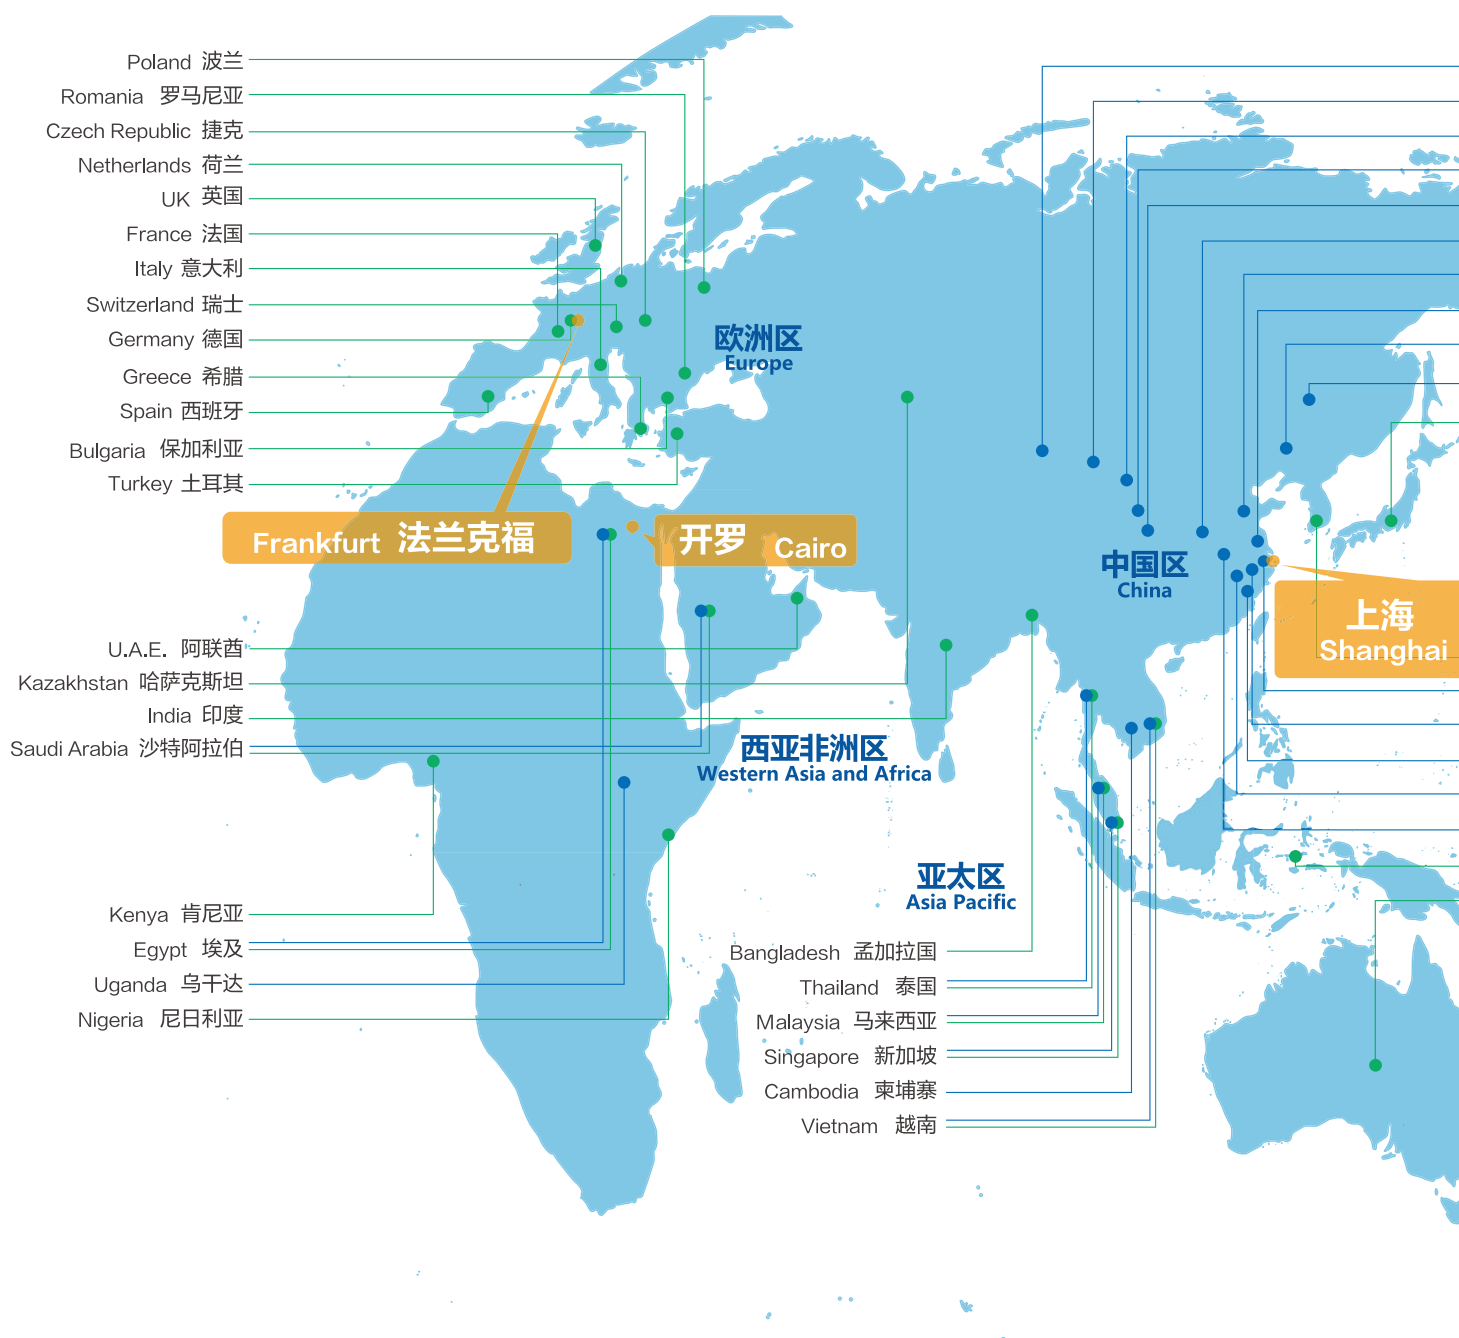 Poland 波兰
Romania 罗马尼亚
Czech Republic 捷克
Netherlands 荷兰
UK 英国
France 法国
Italy 意大利
Switzerland 瑞士
Germany 德国
Greece 希腊
Spain 西班牙
Bulgaria 保加利亚
Turkey 土耳其
欧洲区
Europe
Frankfurt 法兰克福
开罗 Cairo
中国区
China
上海
Shanghai
U.A.E. 阿联酋
Kazakhstan 哈萨克斯坦
India 印度
Saudi Arabia 沙特阿拉伯
西亚非洲区
Western Asia and Africa
亚太区
Asia Pacific
Kenya 肯尼亚
Egypt 埃及
Uganda 乌干达
Nigeria 尼日利亚
Bangladesh 孟加拉国
Thailand 泰国
Malaysia 马来西亚
Singapore 新加坡
Cambodia 柬埔寨
Vietnam 越南